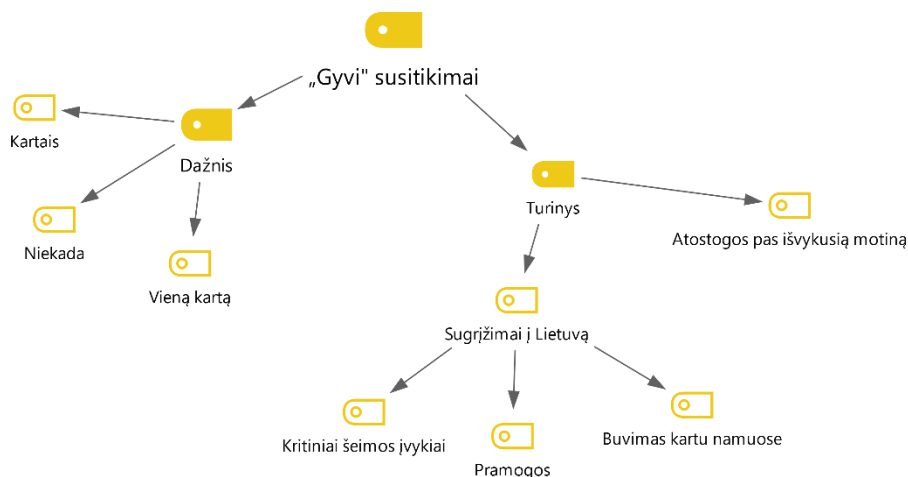 „Gyvi" susitikimai
Kartais
Dažnis
Niekada
Vieną kartą
Turinys
Atostogos pas išvykusią motiną
Sugrįžimai į Lietuvą
Kritiniai šeimos įvykiai
Pramogos
Buvimas kartu namuose